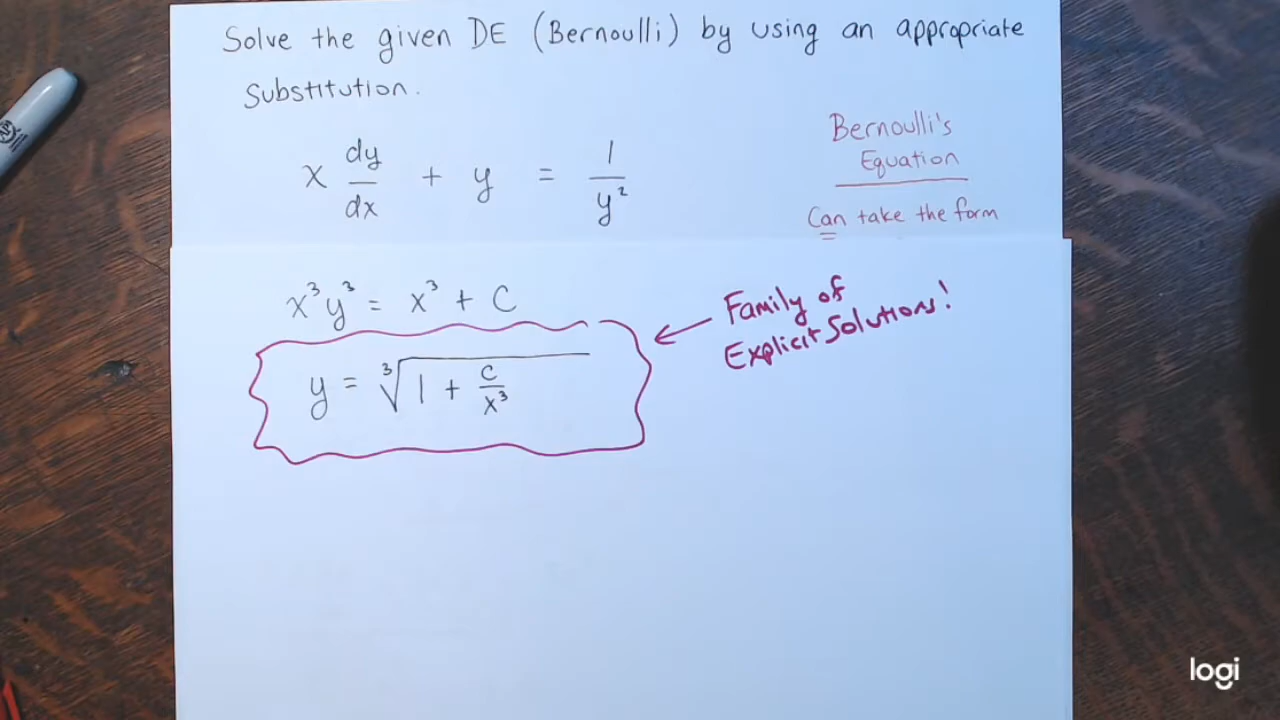 Solve the given DE (Bernoulli) by using an appropriate
Substitution.
x dy/dx + y = 1/y²
Bernoulli's
Equation
Can take the form
x³y³ = x³ + C
y = ³√(1 + c/x³)
Family of
Explicit Solutions!
logi